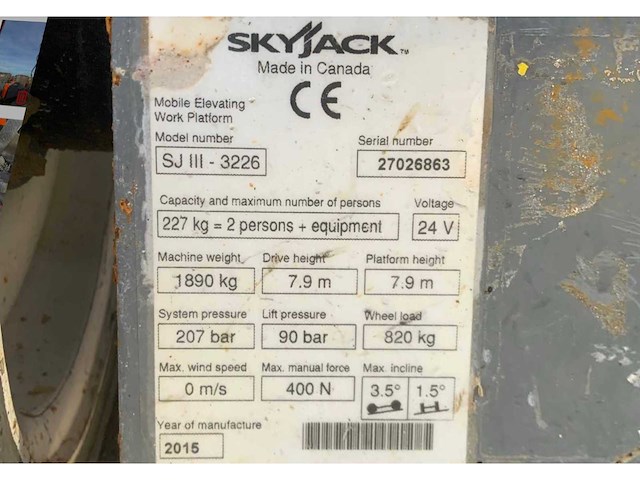 SKYJACK™
Made in Canada
CE
Mobile Elevating
Work Platform
Model number
SJ III - 3226
Serial number
27026863
Capacity and maximum number of persons
227 kg = 2 persons + equipment
Voltage
24 V
Machine weight Drive height Platform height
1890 kg 7.9 m 7.9 m
System pressure Lift pressure Wheel load
207 bar 90 bar 820 kg
Max. wind speed Max. manual force Max. incline
0 m/s 400 N 3.5° 1.5°
Year of manufacture
2015